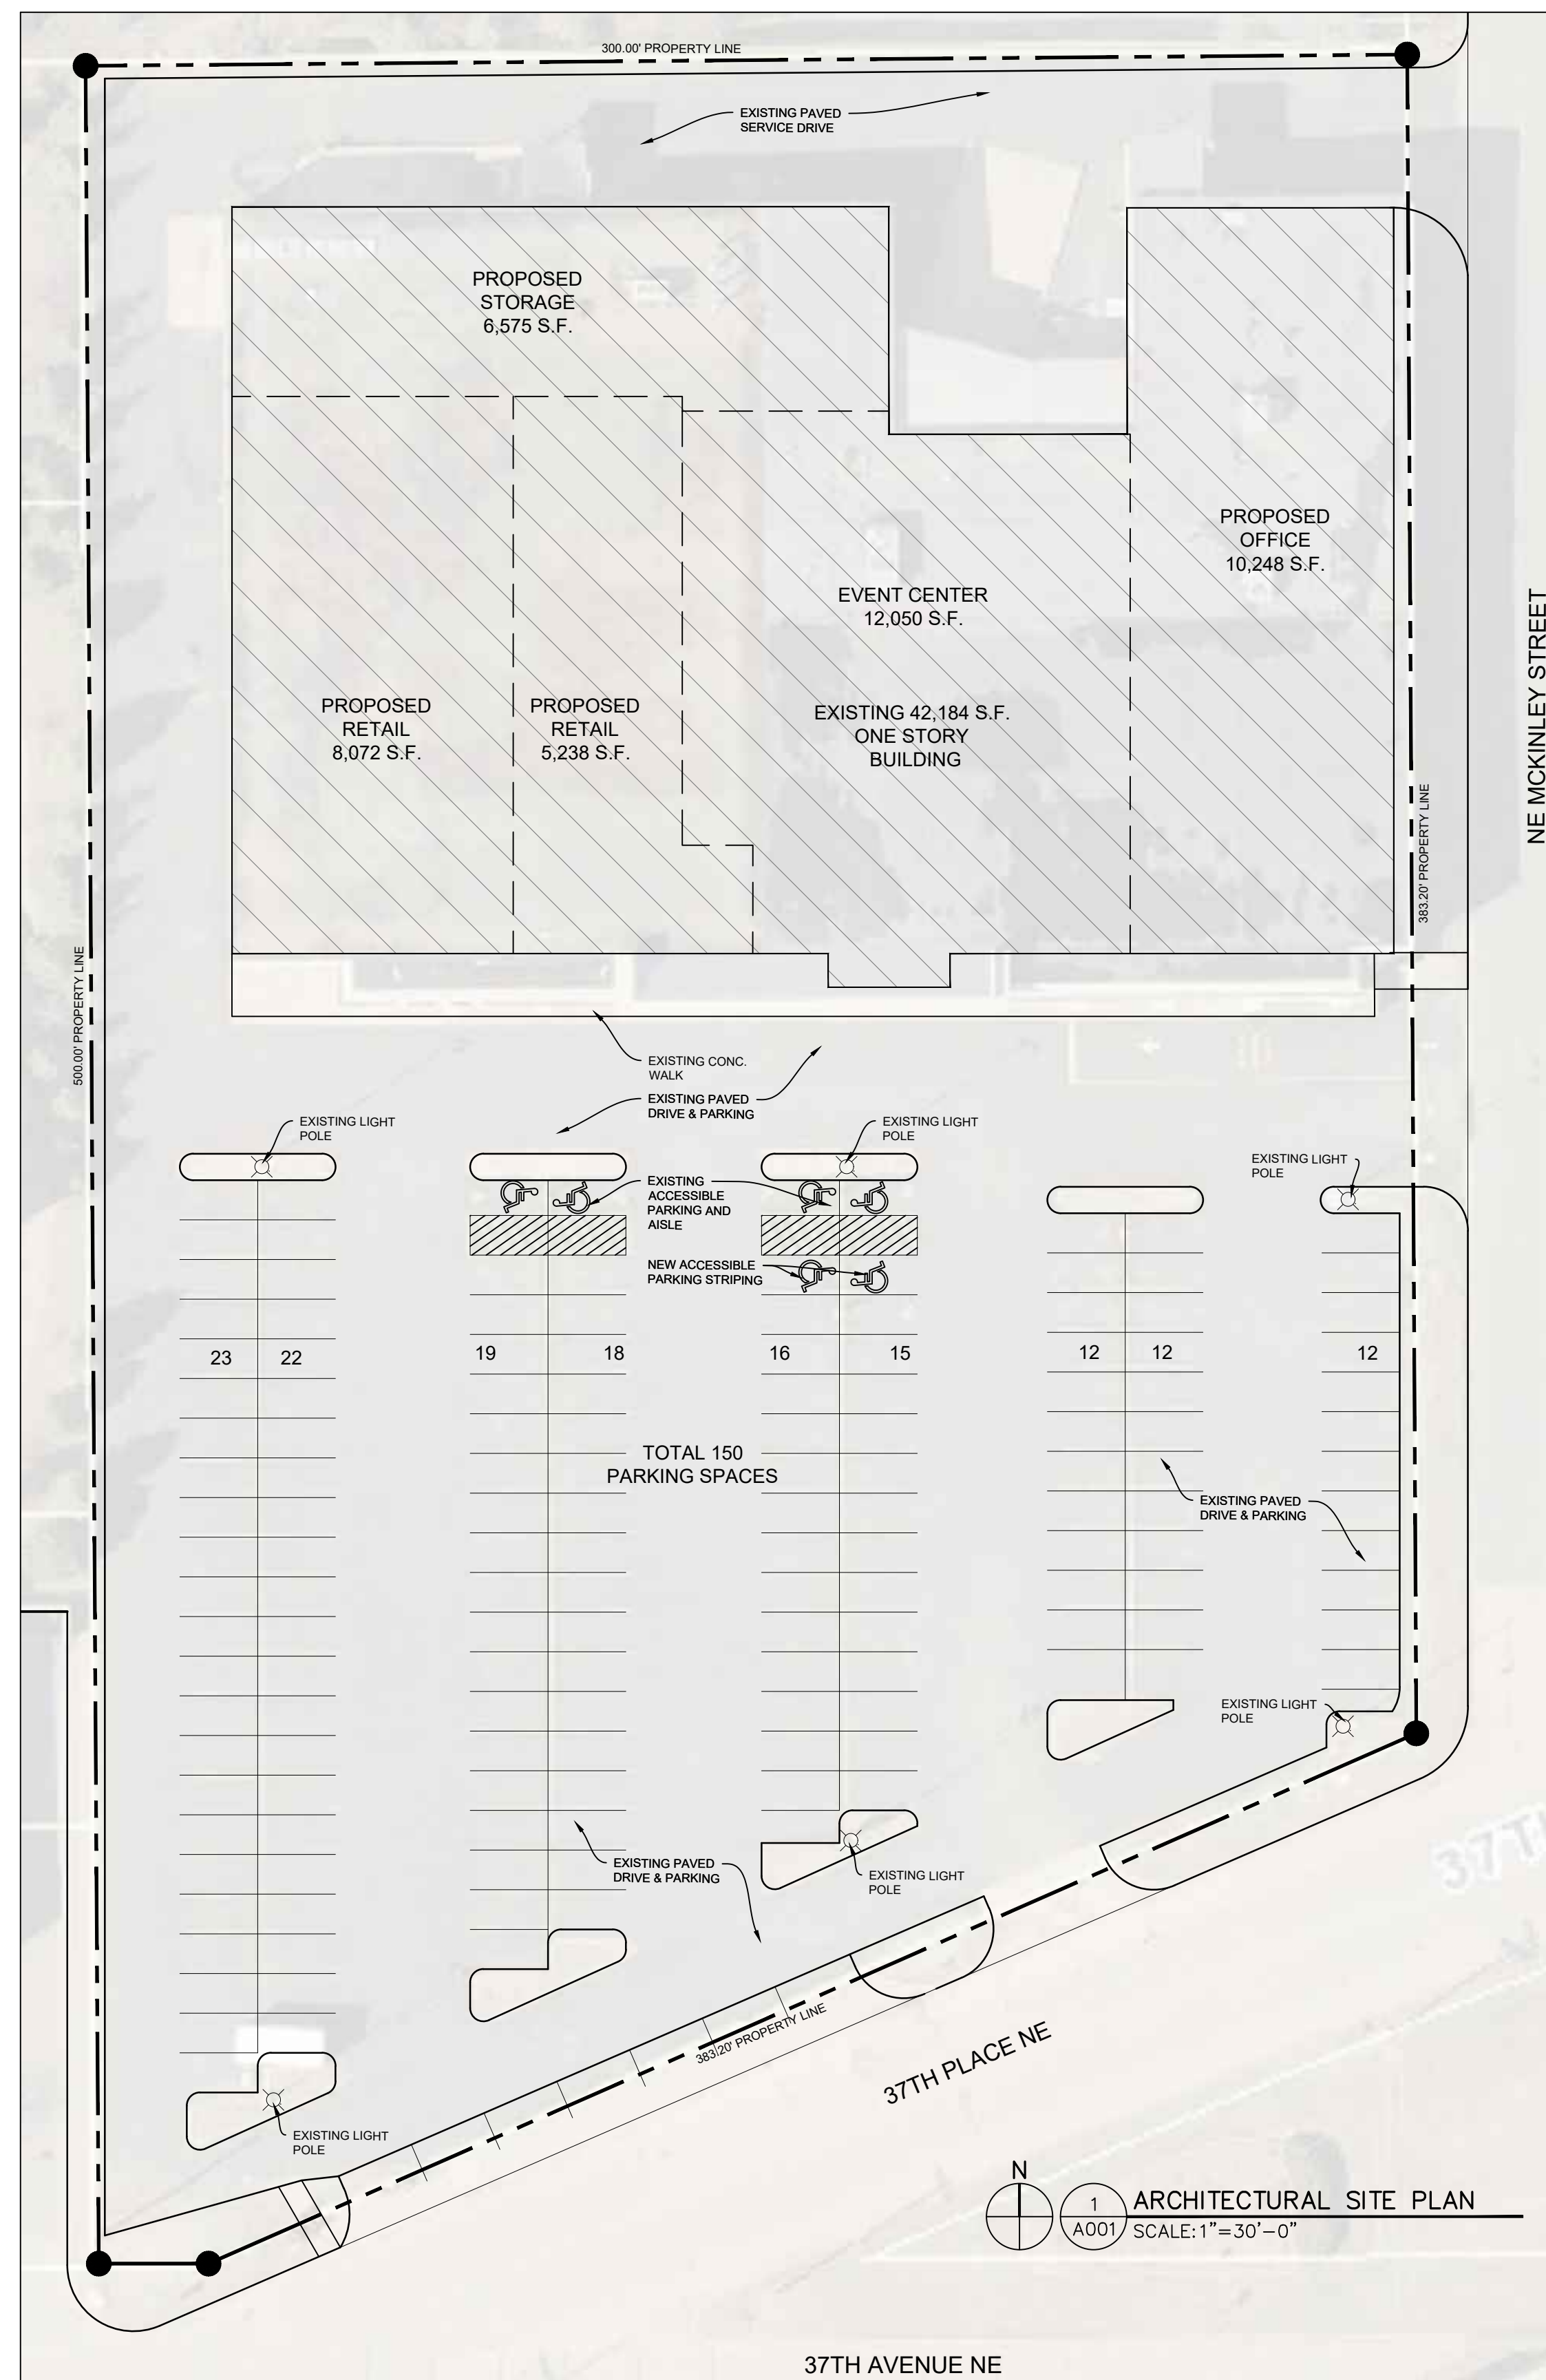 300.00' PROPERTY LINE
EXISTING PAVED
SERVICE DRIVE
PROPOSED
STORAGE
6,575 S.F.
PROPOSED
OFFICE
10,248 S.F.
EVENT CENTER
12,050 S.F.
PROPOSED
RETAIL
8,072 S.F.
PROPOSED
RETAIL
5,238 S.F.
EXISTING 42,184 S.F.
ONE STORY
BUILDING
NE MCKINLEY STREET
383.20' PROPERTY LINE
500.00' PROPERTY LINE
EXISTING CONC.
WALK
EXISTING PAVED
DRIVE & PARKING
EXISTING LIGHT
POLE
EXISTING LIGHT
POLE
EXISTING LIGHT
POLE
EXISTING
ACCESSIBLE
PARKING AND
AISLE
NEW ACCESSIBLE
PARKING STRIPING
23 22 19 18 16 15 12 12 12
TOTAL 150
PARKING SPACES
EXISTING PAVED
DRIVE & PARKING
EXISTING LIGHT
POLE
EXISTING PAVED
DRIVE & PARKING
EXISTING LIGHT
POLE
37T
383.20' PROPERTY LINE
37TH PLACE NE
EXISTING LIGHT
POLE
N
1
A001
ARCHITECTURAL SITE PLAN
SCALE: 1"=30'-0"
37TH AVENUE NE